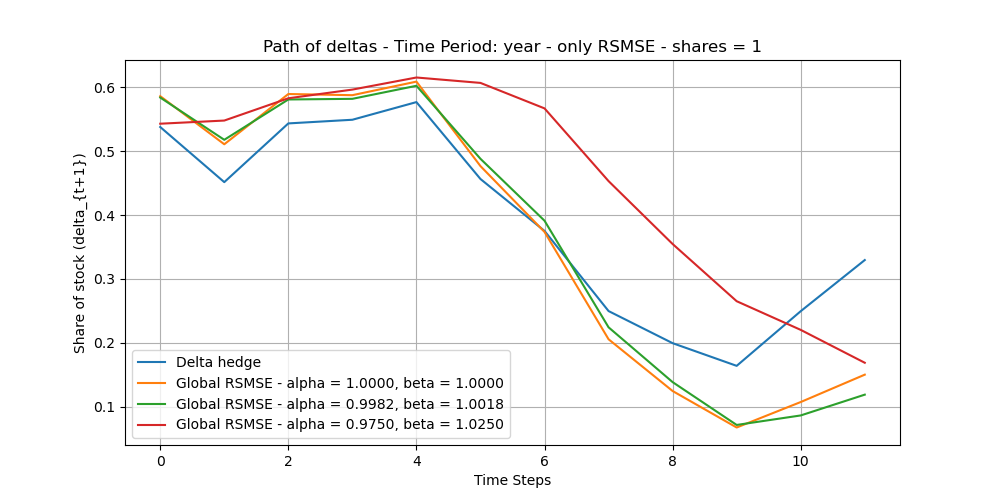 Path of deltas - Time Period: year - only RSMSE - shares = 1
Share of stock (delta_{t+1})
0.6
0.5
0.4
0.3
0.2
0.1
Delta hedge
Global RSMSE - alpha = 1.0000, beta = 1.0000
Global RSMSE - alpha = 0.9982, beta = 1.0018
Global RSMSE - alpha = 0.9750, beta = 1.0250
0 2 4 6 8 10
Time Steps